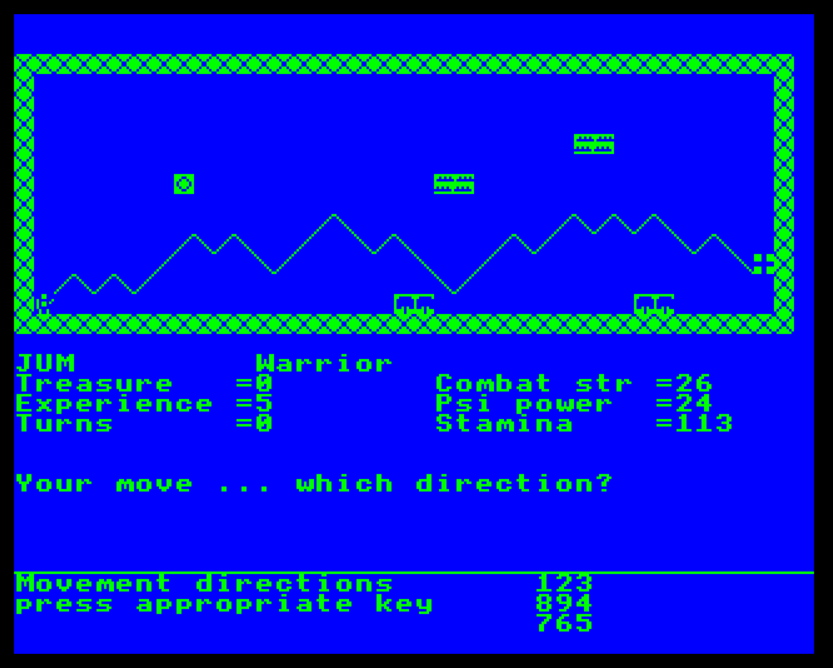 JUM Warrior
Treasure =0 Combat str =26
Experience =5 Psi power =24
Turns =0 Stamina =113
Your move ... which direction?
Movement directions 123
press appropriate key 894
765